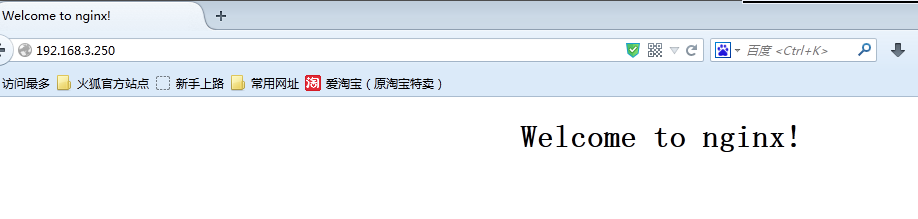 Welcome to nginx!
192.168.3.250
百度 <Ctrl+K>
访问最多 火狐官方站点 新手上路 常用网址 淘 爱淘宝（原淘宝特卖）
Welcome to nginx!